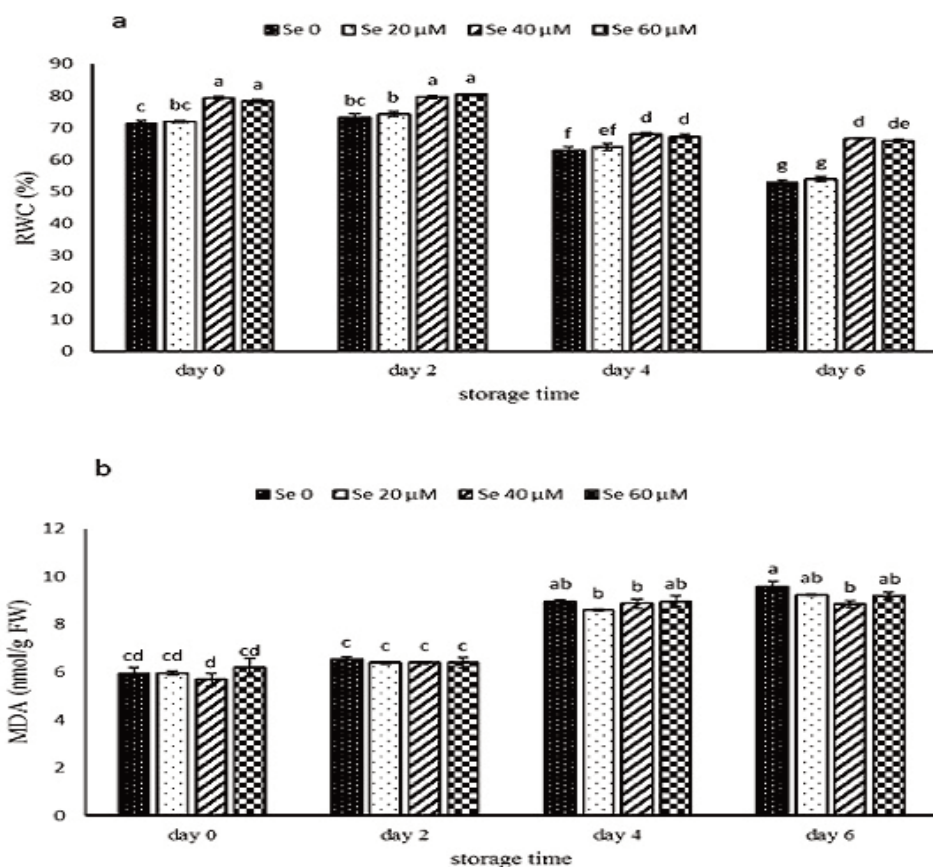 a
Se 0 Se 20 µM Se 40 µM Se 60 µM
90
80
70
60
50
40
30
20
10
0
RWC (%)
c bc a a
bc b a a
f ef d d
g g d de
day 0 day 2 day 4 day 6
storage time
b
Se 0 Se 20 µM Se 40 µM Se 60 µM
12
10
8
6
4
2
0
MDA (nmol/g FW)
cd cd d cd
c c c c
ab b b ab
a ab b ab
day 0 day 2 day 4 day 6
storage time